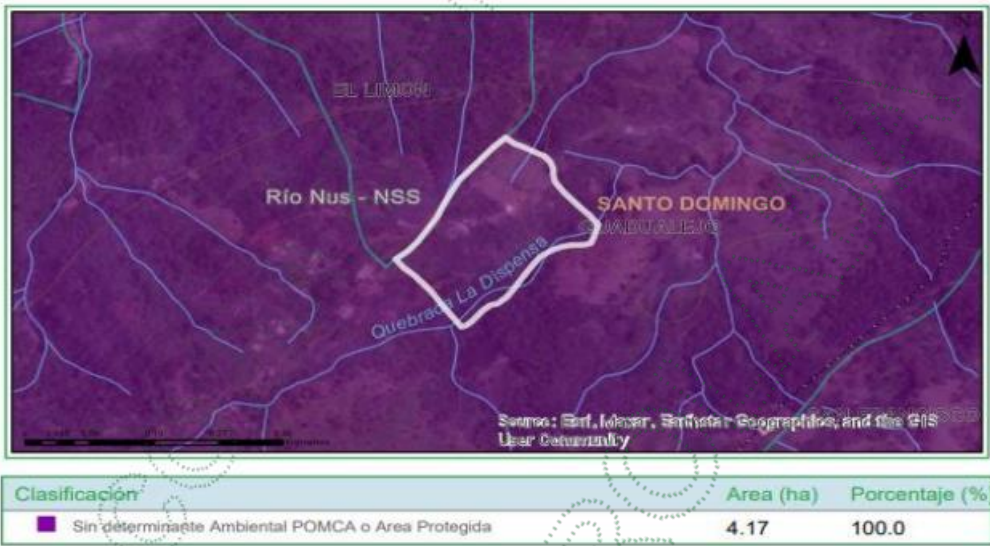 EL LIMON
Río Nus - NSS
SANTO DOMINGO
GUADUALEJO
Quebrada La Dispensa
Source: Esri, Maxar, Earthstar Geographics, and the GIS
User Community
Clasificación Area (ha) Porcentaje (%
Sin determinante Ambiental POMCA o Area Protegida 4.17 100.0